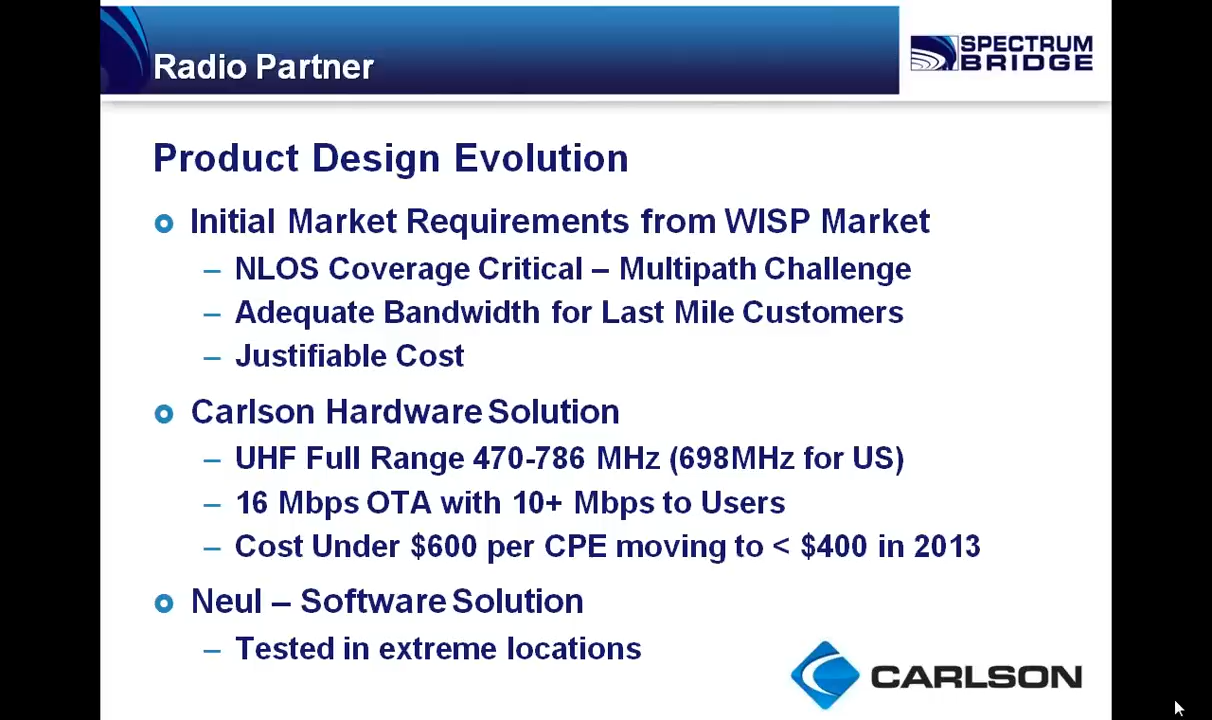 Radio Partner
SPECTRUM
BRIDGE
Product Design Evolution
Initial Market Requirements from WISP Market
– NLOS Coverage Critical – Multipath Challenge
– Adequate Bandwidth for Last Mile Customers
– Justifiable Cost
Carlson Hardware Solution
– UHF Full Range 470-786 MHz (698MHz for US)
– 16 Mbps OTA with 10+ Mbps to Users
– Cost Under $600 per CPE moving to < $400 in 2013
Neul – Software Solution
– Tested in extreme locations
CARLSON